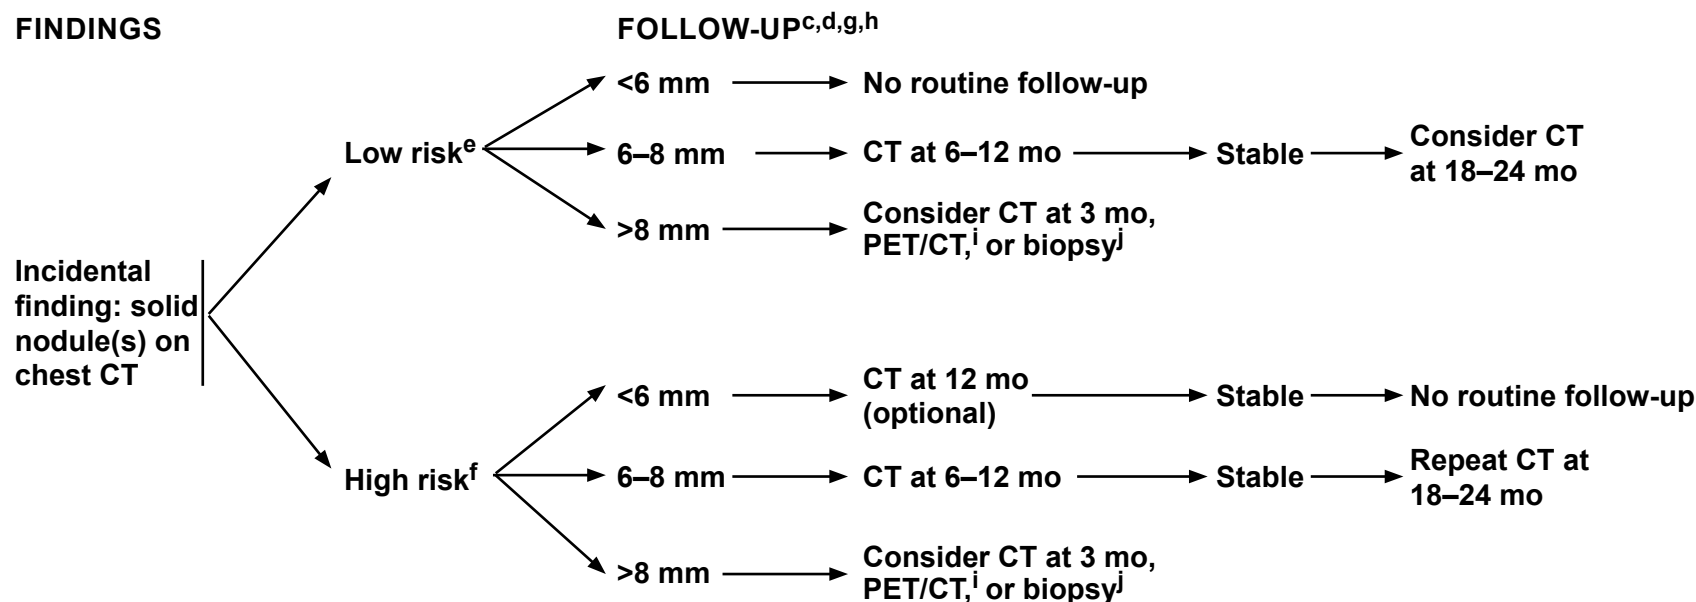 FINDINGS
FOLLOW-UPc,d,g,h
Incidental
finding: solid
nodule(s) on
chest CT
Low riske
<6 mm
No routine follow-up
6–8 mm
CT at 6–12 mo
Stable
Consider CT
at 18–24 mo
>8 mm
Consider CT at 3 mo,
PET/CT,i or biopsyj
High riskf
<6 mm
CT at 12 mo
(optional)
Stable
No routine follow-up
6–8 mm
CT at 6–12 mo
Stable
Repeat CT at
18–24 mo
>8 mm
Consider CT at 3 mo,
PET/CT,i or biopsyj